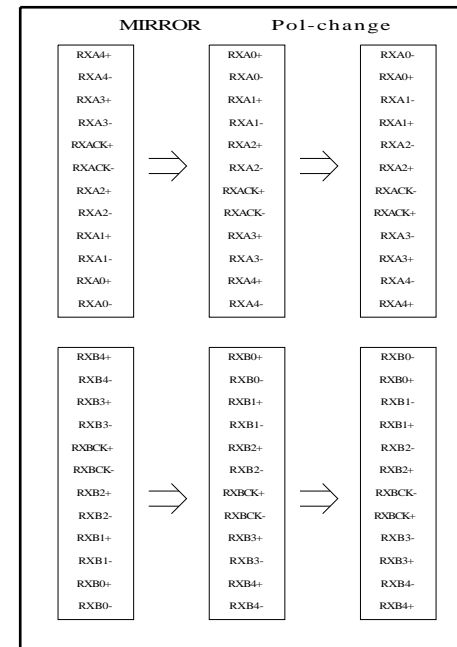 MIRROR Pol-change
RXA4+ RXA0+ RXA0-
RXA4- RXA0- RXA0+
RXA3+ RXA1+ RXA1-
RXA3- RXA1- RXA1+
RXACK+ RXA2+ RXA2-
RXACK- RXA2- RXA2+
RXA2+ RXACK+ RXACK-
RXA2- RXACK- RXACK+
RXA1+ RXA3+ RXA3-
RXA1- RXA3- RXA3+
RXA0+ RXA4+ RXA4-
RXA0- RXA4- RXA4+
RXB4+ RXB0+ RXB0-
RXB4- RXB0- RXB0+
RXB3+ RXB1+ RXB1-
RXB3- RXB1- RXB1+
RXBCK+ RXB2+ RXB2-
RXBCK- RXB2- RXB2+
RXB2+ RXBCK+ RXBCK-
RXB2- RXBCK- RXBCK+
RXB1+ RXB3+ RXB3-
RXB1- RXB3- RXB3+
RXB0+ RXB4+ RXB4-
RXB0- RXB4- RXB4+